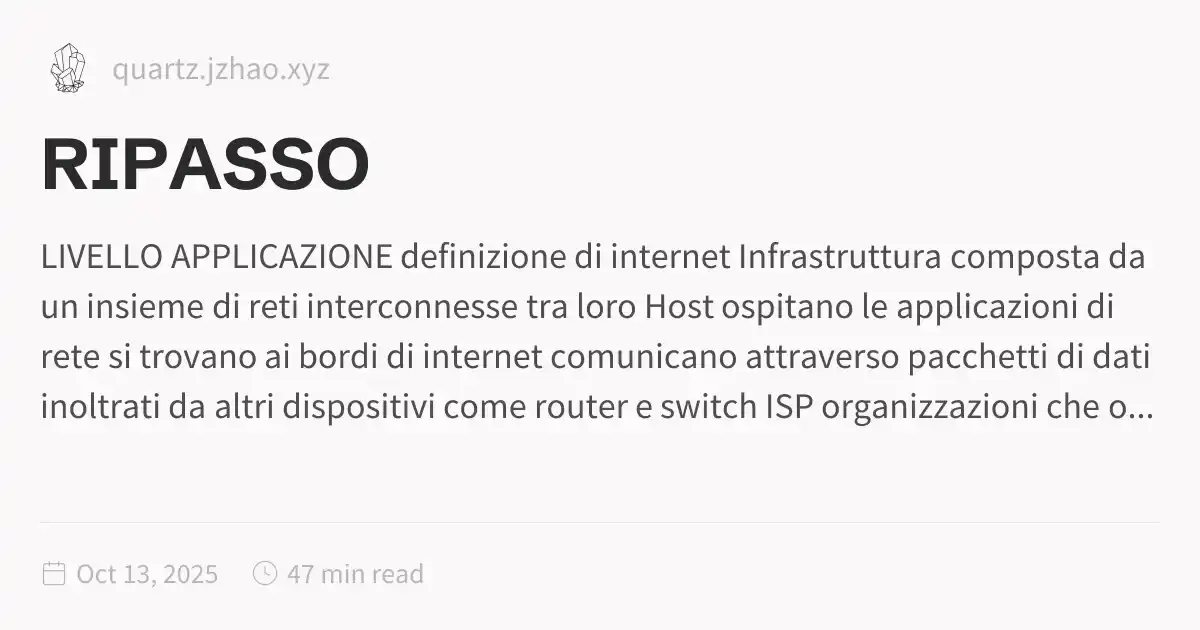 quartz.jzhao.xyz
RIPASSO
LIVELLO APPLICAZIONE definizione di internet Infrastruttura composta da
un insieme di reti interconnesse tra loro Host ospitano le applicazioni di
rete si trovano ai bordi di internet comunicano attraverso pacchetti di dati
inoltrati da altri dispositivi come router e switch ISP organizzazioni che o...
Oct 13, 2025 47 min read